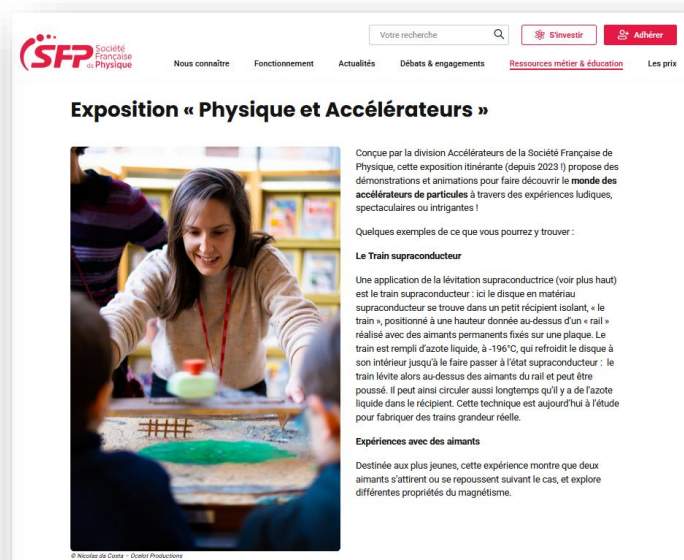 SFP Société
Française
de Physique
Votre recherche
S'investir
Adhérer
Nous connaître
Fonctionnement
Actualités
Débats & engagements
Ressources métier & éducation
Les prix
Exposition « Physique et Accélérateurs »
Conçue par la division Accélérateurs de la Société Française de
Physique, cette exposition itinérante (depuis 2023 !) propose des
démonstrations et animations pour faire découvrir le monde des
accélérateurs de particules à travers des expériences ludiques,
spectaculaires ou intrigantes !
Quelques exemples de ce que vous pourrez y trouver :
Le Train supraconducteur
Une application de la lévitation supraconductrice (voir plus haut)
est le train supraconducteur : ici le disque en matériau
supraconducteur se trouve dans un petit récipient isolant, « le
train », positionné à une hauteur donnée au-dessus d'un « rail »
réalisé avec des aimants permanents fixés sur une plaque. Le
train est rempli d'azote liquide, à -196°C, qui refroidit le disque à
son intérieur jusqu'à le faire passer à l'état supraconducteur : le
train lévite alors au-dessus des aimants du rail et peut être
poussé. Il peut ainsi circuler aussi longtemps qu'il y a de l'azote
liquide dans le récipient. Cette technique est aujourd'hui à l'étude
pour fabriquer des trains grandeur réelle.
Expériences avec des aimants
Destinée aux plus jeunes, cette expérience montre que deux
aimants s'attirent ou se repoussent suivant le cas, et explore
différentes propriétés du magnétisme.
© Nicolas da Costa – Ocelot Productions